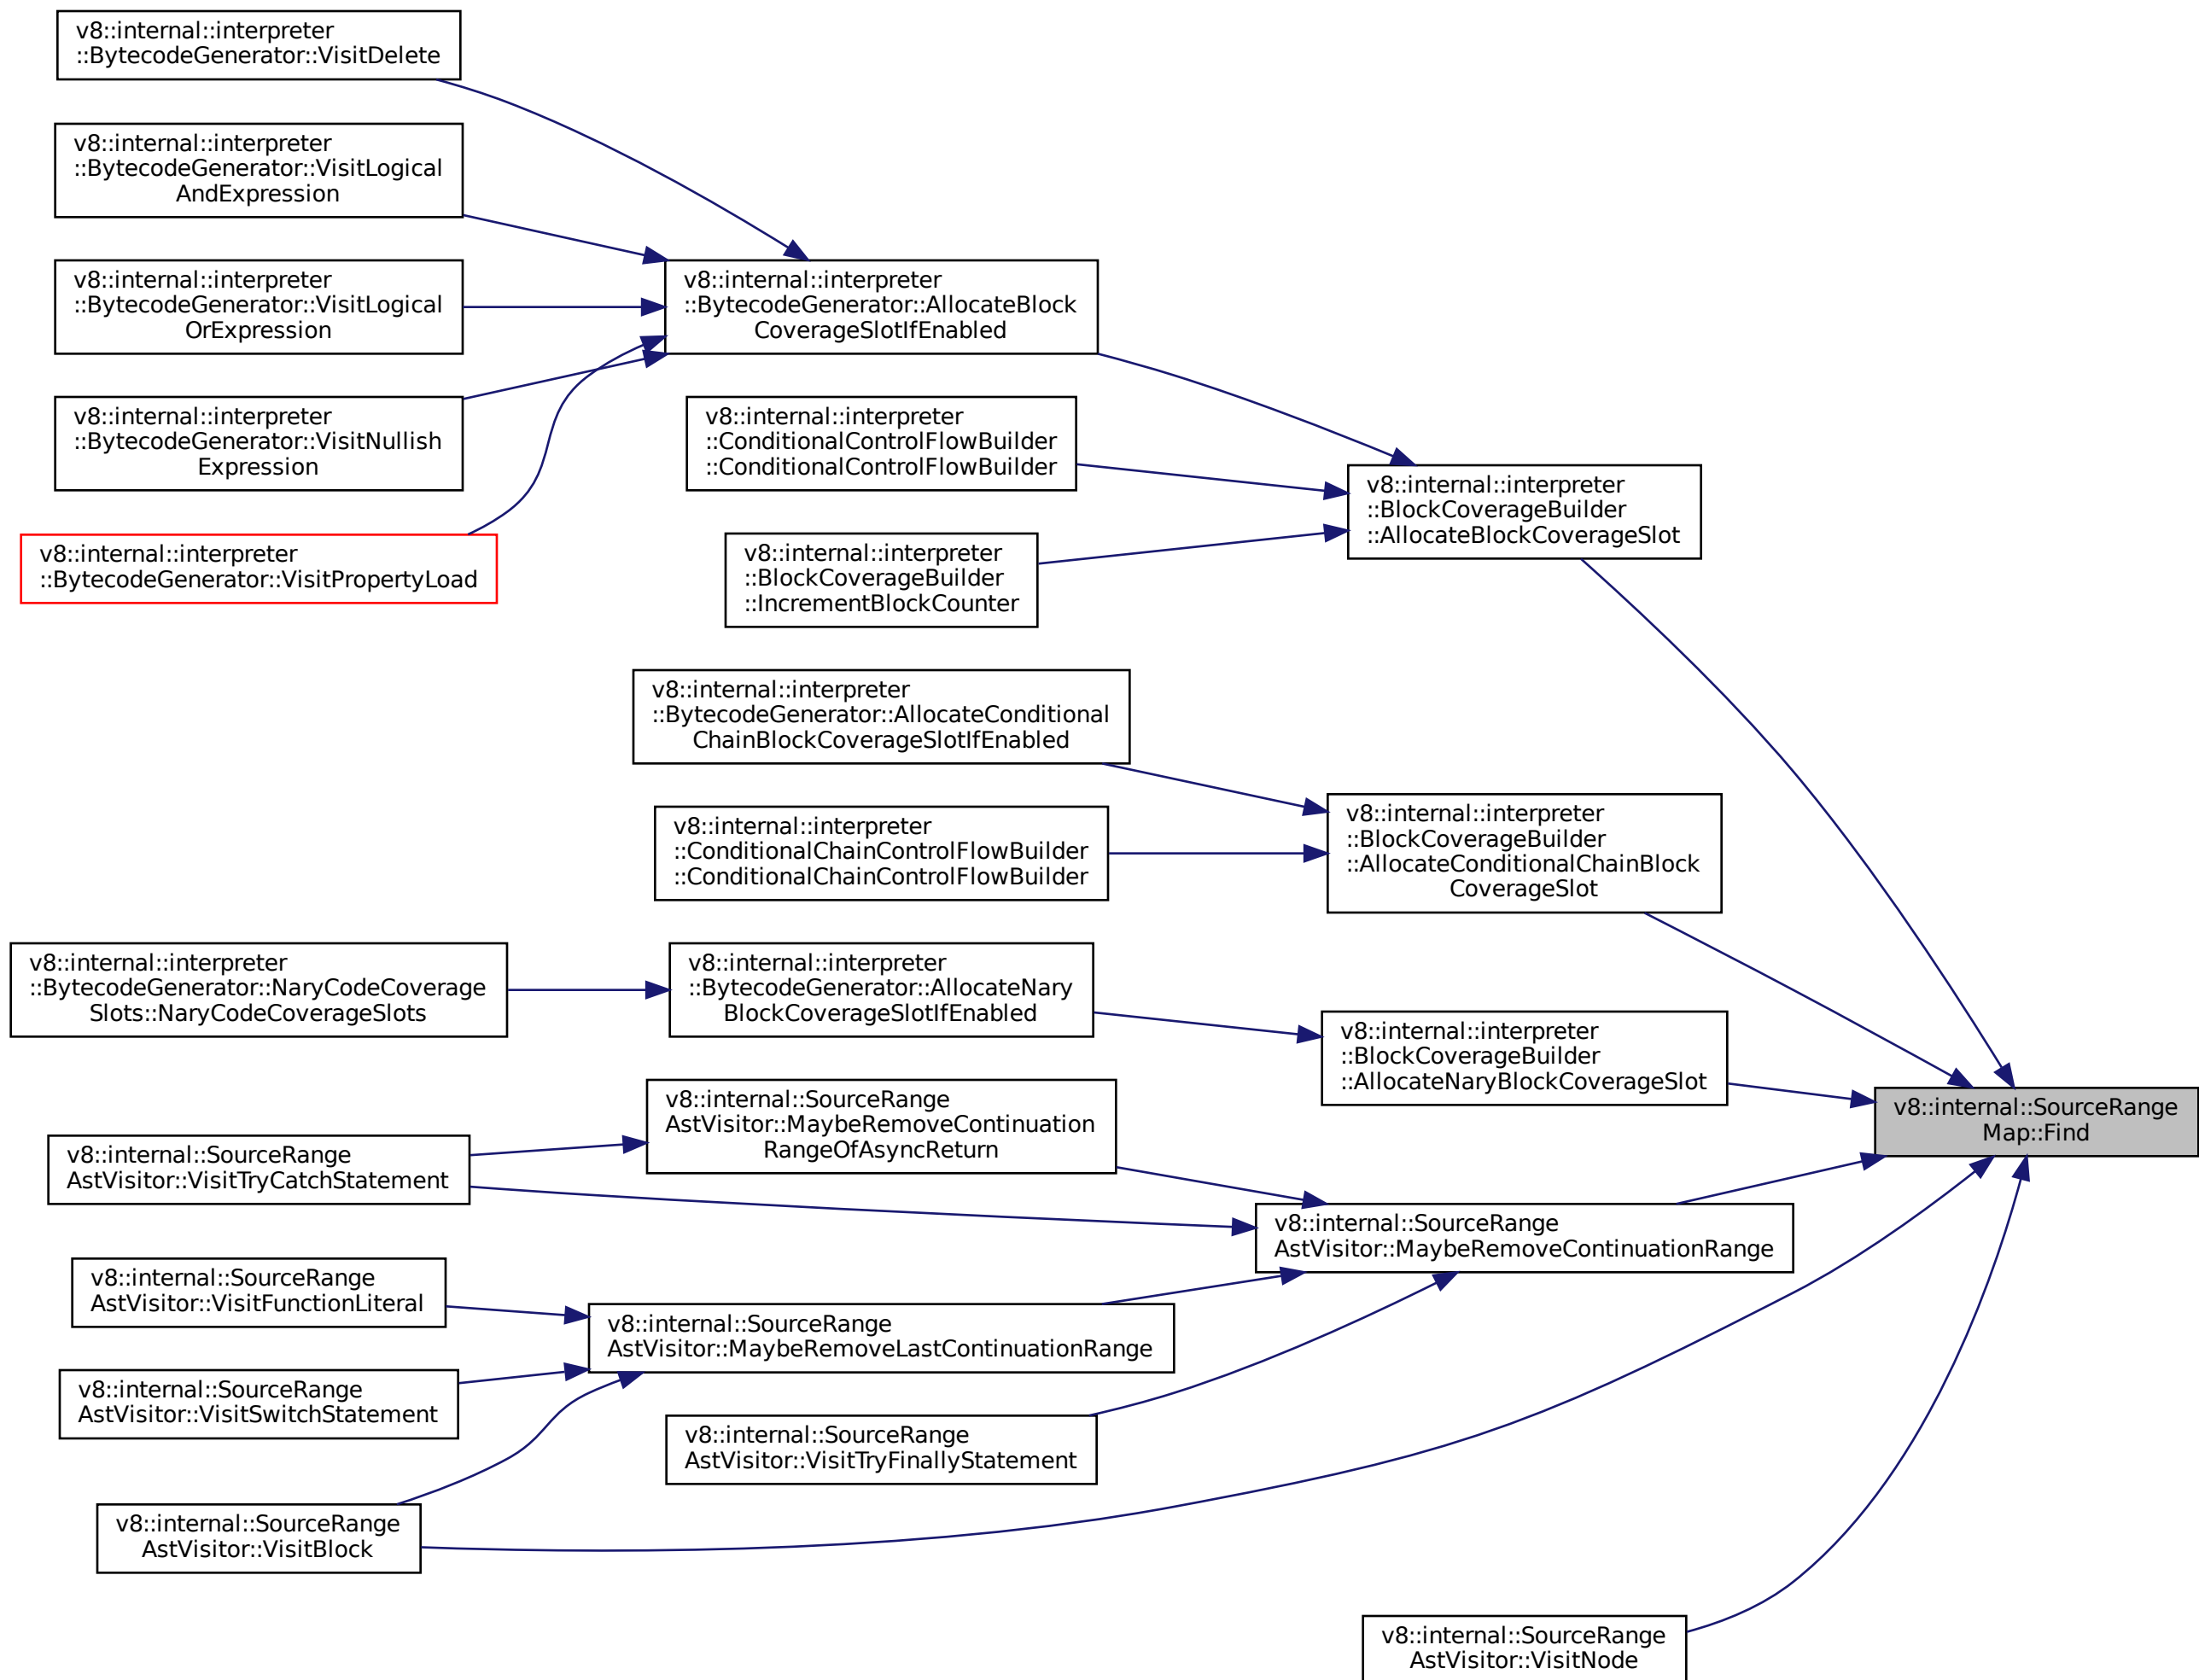 v8::internal::interpreter
::BytecodeGenerator::VisitDelete
v8::internal::interpreter
::BytecodeGenerator::VisitLogical
AndExpression
v8::internal::interpreter
::BytecodeGenerator::VisitLogical
OrExpression
v8::internal::interpreter
::BytecodeGenerator::VisitNullish
Expression
v8::internal::interpreter
::BytecodeGenerator::VisitPropertyLoad
v8::internal::interpreter
::BytecodeGenerator::AllocateBlock
CoverageSlotIfEnabled
v8::internal::interpreter
::ConditionalControlFlowBuilder
::ConditionalControlFlowBuilder
v8::internal::interpreter
::BlockCoverageBuilder
::IncrementBlockCounter
v8::internal::interpreter
::BlockCoverageBuilder
::AllocateBlockCoverageSlot
v8::internal::interpreter
::BytecodeGenerator::AllocateConditional
ChainBlockCoverageSlotIfEnabled
v8::internal::interpreter
::ConditionalChainControlFlowBuilder
::ConditionalChainControlFlowBuilder
v8::internal::interpreter
::BlockCoverageBuilder
::AllocateConditionalChainBlock
CoverageSlot
v8::internal::interpreter
::BytecodeGenerator::NaryCodeCoverage
Slots::NaryCodeCoverageSlots
v8::internal::interpreter
::BytecodeGenerator::AllocateNary
BlockCoverageSlotIfEnabled
v8::internal::interpreter
::BlockCoverageBuilder
::AllocateNaryBlockCoverageSlot
v8::internal::SourceRange
Map::Find
v8::internal::SourceRange
AstVisitor::MaybeRemoveContinuation
RangeOfAsyncReturn
v8::internal::SourceRange
AstVisitor::VisitTryCatchStatement
v8::internal::SourceRange
AstVisitor::MaybeRemoveContinuationRange
v8::internal::SourceRange
AstVisitor::VisitFunctionLiteral
v8::internal::SourceRange
AstVisitor::MaybeRemoveLastContinuationRange
v8::internal::SourceRange
AstVisitor::VisitSwitchStatement
v8::internal::SourceRange
AstVisitor::VisitTryFinallyStatement
v8::internal::SourceRange
AstVisitor::VisitBlock
v8::internal::SourceRange
AstVisitor::VisitNode